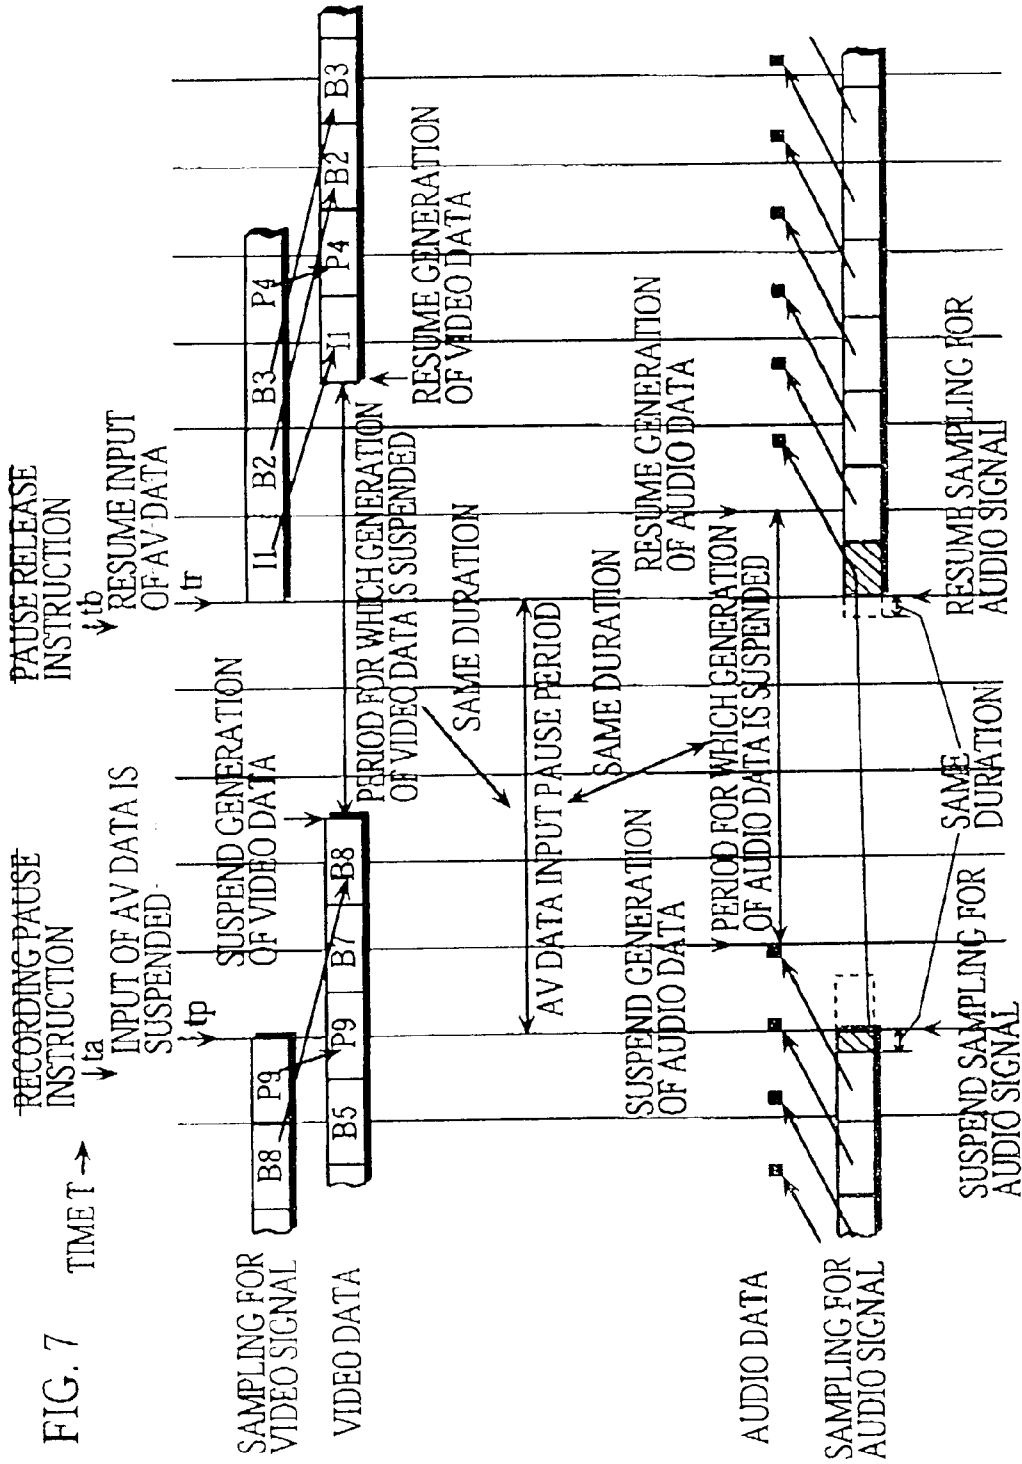 FIG. 7
TIME T
RECORDING PAUSE
INSTRUCTION
ta
INPUT OF AV DATA IS
SUSPENDED
tp
PAUSE RELEASE
INSTRUCTION
tb
RESUME INPUT
OF AV DATA
tr
SAMPLING FOR
VIDEO SIGNAL
B8
P9
I1
B2
B3
P4
SUSPEND GENERATION
OF VIDEO DATA
VIDEO DATA
B5
P9
B7
B8
I1
P4
B2
B3
PERIOD FOR WHICH GENERATION
OF VIDEO DATA IS SUSPENDED
RESUME GENERATION
OF VIDEO DATA
SAME DURATION
AV DATA INPUT PAUSE PERIOD
SAME DURATION
SUSPEND GENERATION
OF AUDIO DATA
RESUME GENERATION
OF AUDIO DATA
PERIOD FOR WHICH GENERATION
OF AUDIO DATA IS SUSPENDED
AUDIO DATA
SAMPLING FOR
AUDIO SIGNAL
SUSPEND SAMPLING FOR
AUDIO SIGNAL
SAME
DURATION
RESUME SAMPLING FOR
AUDIO SIGNAL